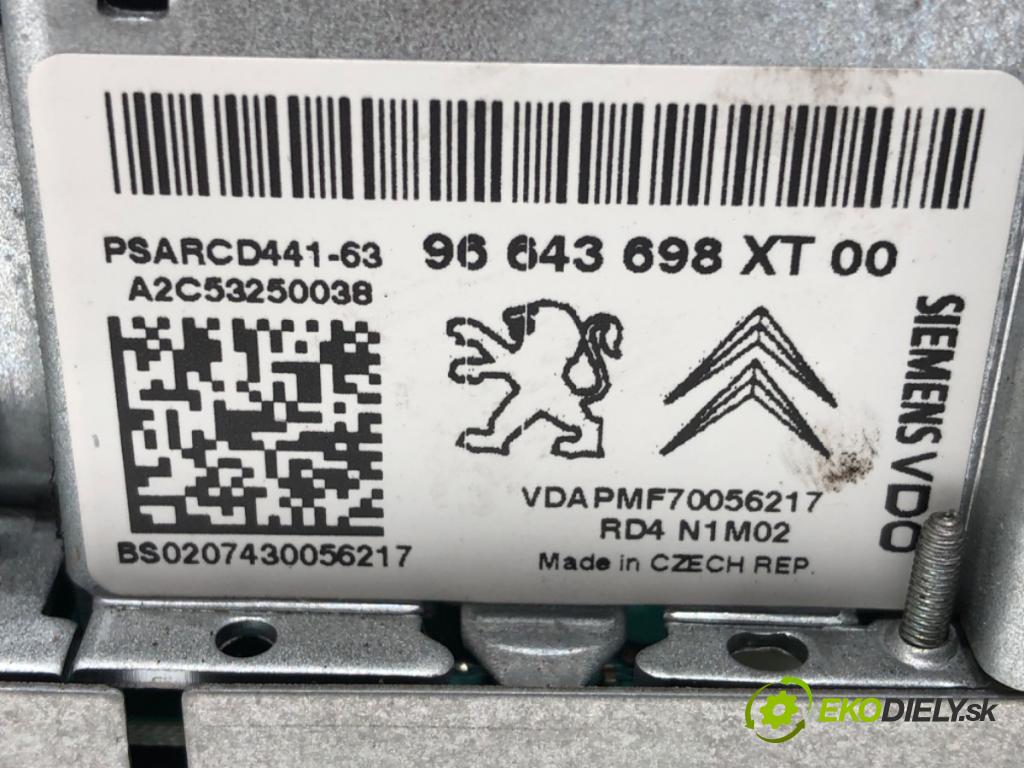 PSARCD441-63
A2C53250038
96 643 698 XT 00
SIEMENS VDO
VDAPMF70056217
RD4 N1M02
Made in CZECH REP.
BS0207430056217
EKODIELY.sk